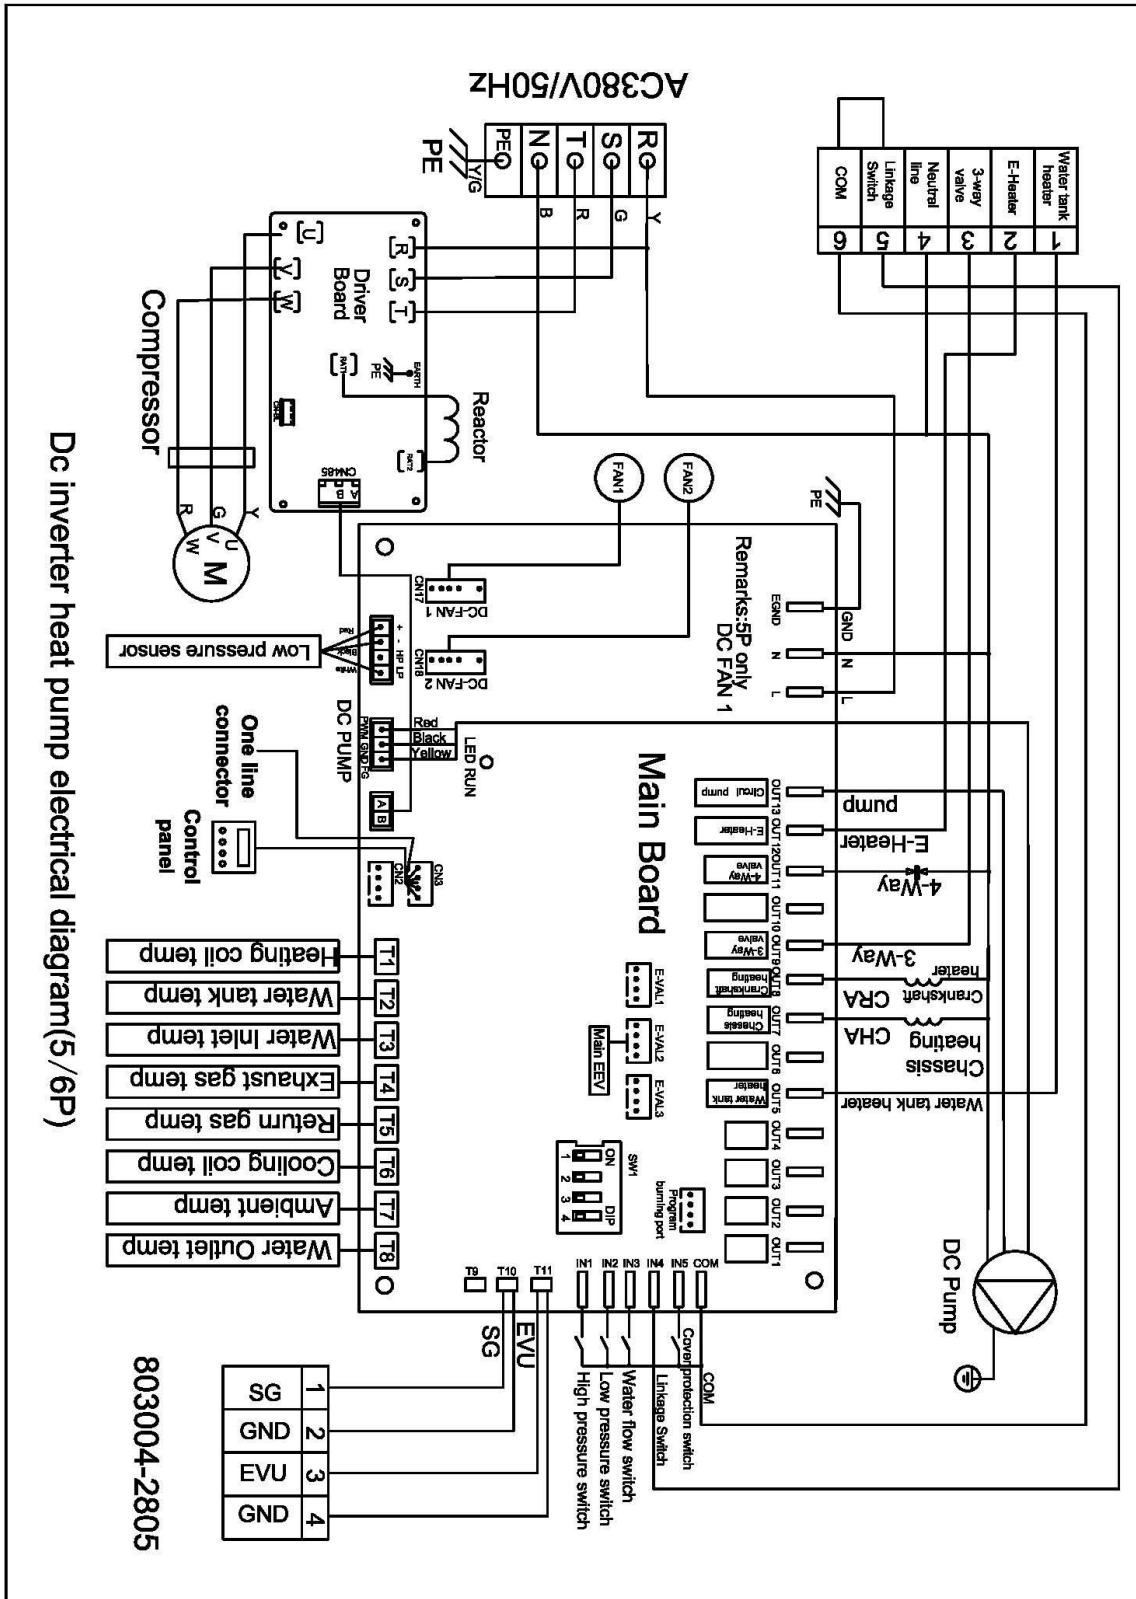 AC380V/50Hz
PE
PE
N
T
S
R
Y/G
B
R
G
Y
COM
Linkage
Switch
Neutral
line
3-way
valve
E-Heater
Water tank
heater
6
5
4
3
2
1
Driver
Board
U
V
W
R
S
T
RAT1
PE
EARTH
RAT2
Reactor
CN485
A B
Compressor
R
G
Y
W
V
U
M
FAN1
FAN2
PE
Main Board
Remarks:5P only
DC FAN 1
CN17
DC-FAN 1
CN18
DC-FAN 2
+
-
HP LP
Red
Black
White
Low pressure sensor
DC PUMP
PWM GND FG
Red
Black
Yellow
LED RUN
A B
One line
connector
Control
panel
CN2
CN3
EGND
N
L
GND
N
L
OUT13
OUT12
OUT11
OUT10
OUT9
OUT8
OUT7
OUT6
OUT5
OUT4
OUT3
OUT2
OUT1
Circul pump
E-Heater
4-Way
valve
3-Way
valve
Crankshaft
heating
Chassis
heating
Water tank
heater
pump
E-Heater
4-Way
3-Way
CRA
Crankshaft
heater
CHA
Chassis
heating
Water tank heater
E-VAL1
E-VAL2
E-VAL3
Main EEV
SW1
ON
DIP
1
2
3
4
Program
burning port
T1
Heating coil temp
T2
Water tank temp
T3
Water Inlet temp
T4
Exhaust gas temp
T5
Return gas temp
T6
Cooling coil temp
T7
Ambient temp
T8
Water Outlet temp
T9
T10
T11
SG
EVU
IN1
IN2
IN3
IN4
IN5
COM
High pressure switch
Low pressure switch
Water flow switch
Linkage Switch
COM
DC Pump
SG
1
GND
2
EVU
3
GND
4
803004-2805
Dc inverter heat pump electrical diagram(5/6P)